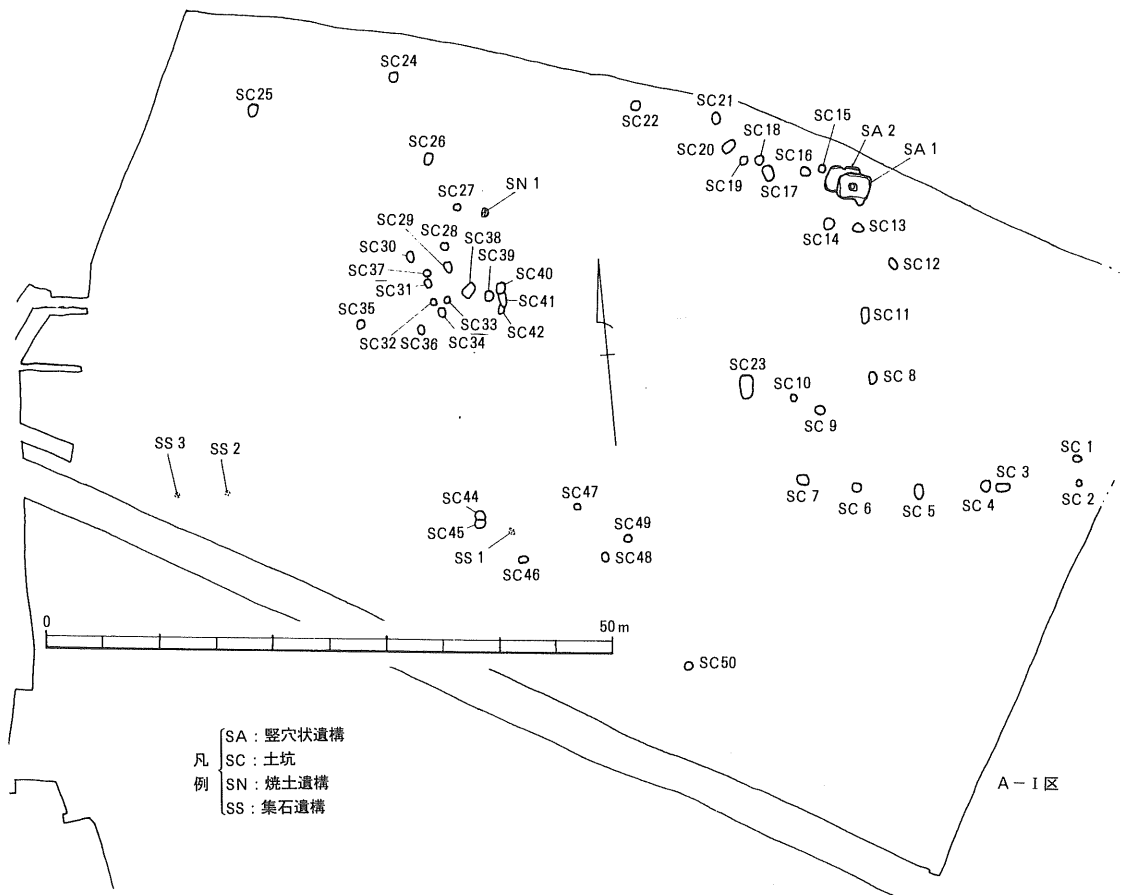 SC24
SC25
SC21
SC22
SC15
SC18
SA 2
SA 1
SC26
SC20
SC16
SC19
SC17
SC27
SN 1
SC29
SC28
SC38
SC14
SC13
SC30
SC39
SC40
SC12
SC37
SC31
SC41
SC35
SC33
SC42
SC11
SC32
SC36
SC34
SC23
SC10
SC 8
SC 9
SS 3
SS 2
SC 1
SC44
SC47
SC 3
SC45
SC49
SC 7
SC 6
SC 5
SC 4
SC 2
SS 1
SC46
SC48
0
50 m
SC50
凡例
SA : 竪穴状遺構
SC : 土坑
SN : 焼土遺構
SS : 集石遺構
A－I 区